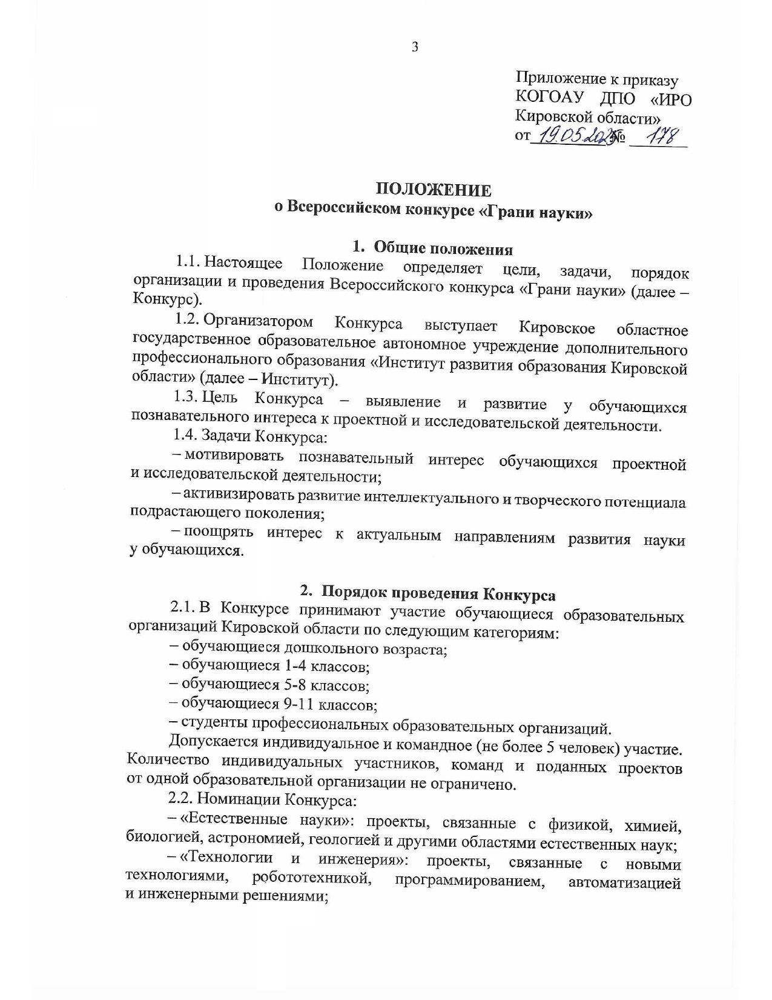 3
Приложение к приказу
КОГОАУ ДПО «ИРО
Кировской области»
от 19.05.2025 № 178
ПОЛОЖЕНИЕ
о Всероссийском конкурсе «Грани науки»
1. Общие положения
1.1. Настоящее Положение определяет цели, задачи, порядок
организации и проведения Всероссийского конкурса «Грани науки» (далее –
Конкурс).
1.2. Организатором Конкурса выступает Кировское областное
государственное образовательное автономное учреждение дополнительного
профессионального образования «Институт развития образования Кировской
области» (далее – Институт).
1.3. Цель Конкурса – выявление и развитие у обучающихся
познавательного интереса к проектной и исследовательской деятельности.
1.4. Задачи Конкурса:
– мотивировать познавательный интерес обучающихся проектной
и исследовательской деятельности;
– активизировать развитие интеллектуального и творческого потенциала
подрастающего поколения;
– поощрять интерес к актуальным направлениям развития науки
у обучающихся.
2. Порядок проведения Конкурса
2.1. В Конкурсе принимают участие обучающиеся образовательных
организаций Кировской области по следующим категориям:
– обучающиеся дошкольного возраста;
– обучающиеся 1-4 классов;
– обучающиеся 5-8 классов;
– обучающиеся 9-11 классов;
– студенты профессиональных образовательных организаций.
Допускается индивидуальное и командное (не более 5 человек) участие.
Количество индивидуальных участников, команд и поданных проектов
от одной образовательной организации не ограничено.
2.2. Номинации Конкурса:
– «Естественные науки»: проекты, связанные с физикой, химией,
биологией, астрономией, геологией и другими областями естественных наук;
– «Технологии и инженерия»: проекты, связанные с новыми
технологиями, робототехникой, программированием, автоматизацией
и инженерными решениями;